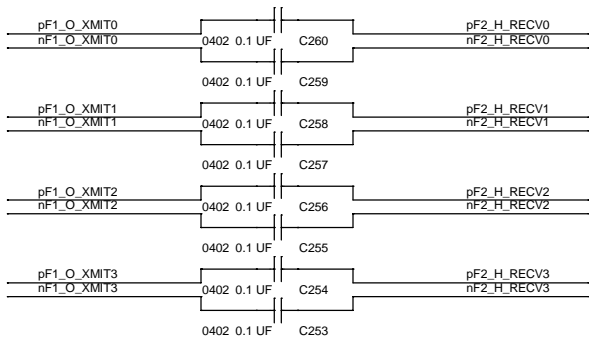 pF1_O_XMIT0 pF2_H_RECV0
nF1_O_XMIT0 0402 0.1 UF C260 nF2_H_RECV0
0402 0.1 UF C259
pF1_O_XMIT1 pF2_H_RECV1
nF1_O_XMIT1 0402 0.1 UF C258 nF2_H_RECV1
0402 0.1 UF C257
pF1_O_XMIT2 pF2_H_RECV2
nF1_O_XMIT2 0402 0.1 UF C256 nF2_H_RECV2
0402 0.1 UF C255
pF1_O_XMIT3 pF2_H_RECV3
nF1_O_XMIT3 0402 0.1 UF C254 nF2_H_RECV3
0402 0.1 UF C253